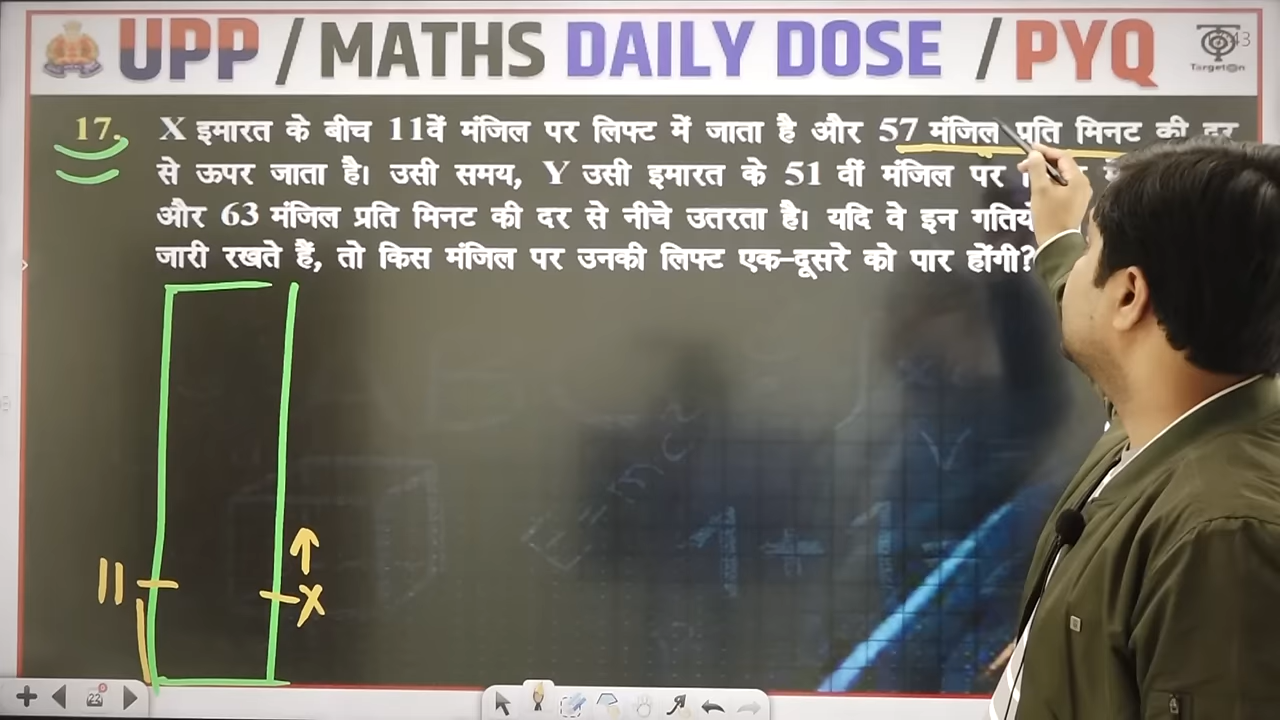 UPP / MATHS DAILY DOSE / PYQ
43
Target@n
17. X इमारत के बीच 11वें मंजिल पर लिफ्ट में जाता है और 57 मंजिल प्रति मिनट की दर
से ऊपर जाता है। उसी समय, Y उसी इमारत के 51 वीं मंजिल पर
और 63 मंजिल प्रति मिनट की दर से नीचे उतरता है। यदि वे इन
जारी रखते हैं, तो किस मंजिल पर उनकी लिफ्ट एक-दूसरे को पार होंगी?
11 X
22